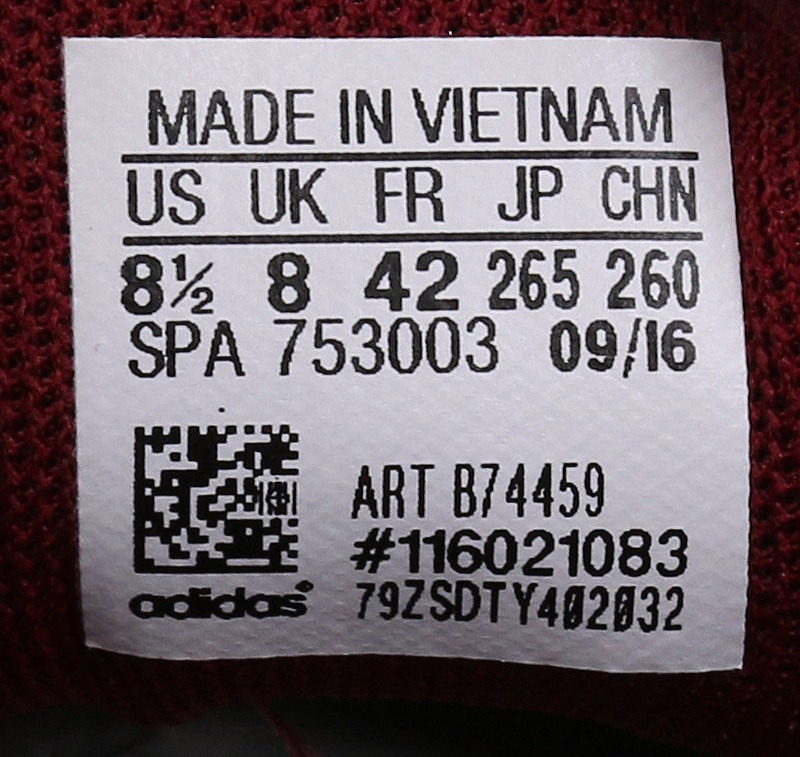 MADE IN VIETNAM
US UK FR JP CHN
8½ 8 42 265 260
SPA 753003 09/16
ART B74459
#116021083
adidas 79ZSDTY402032